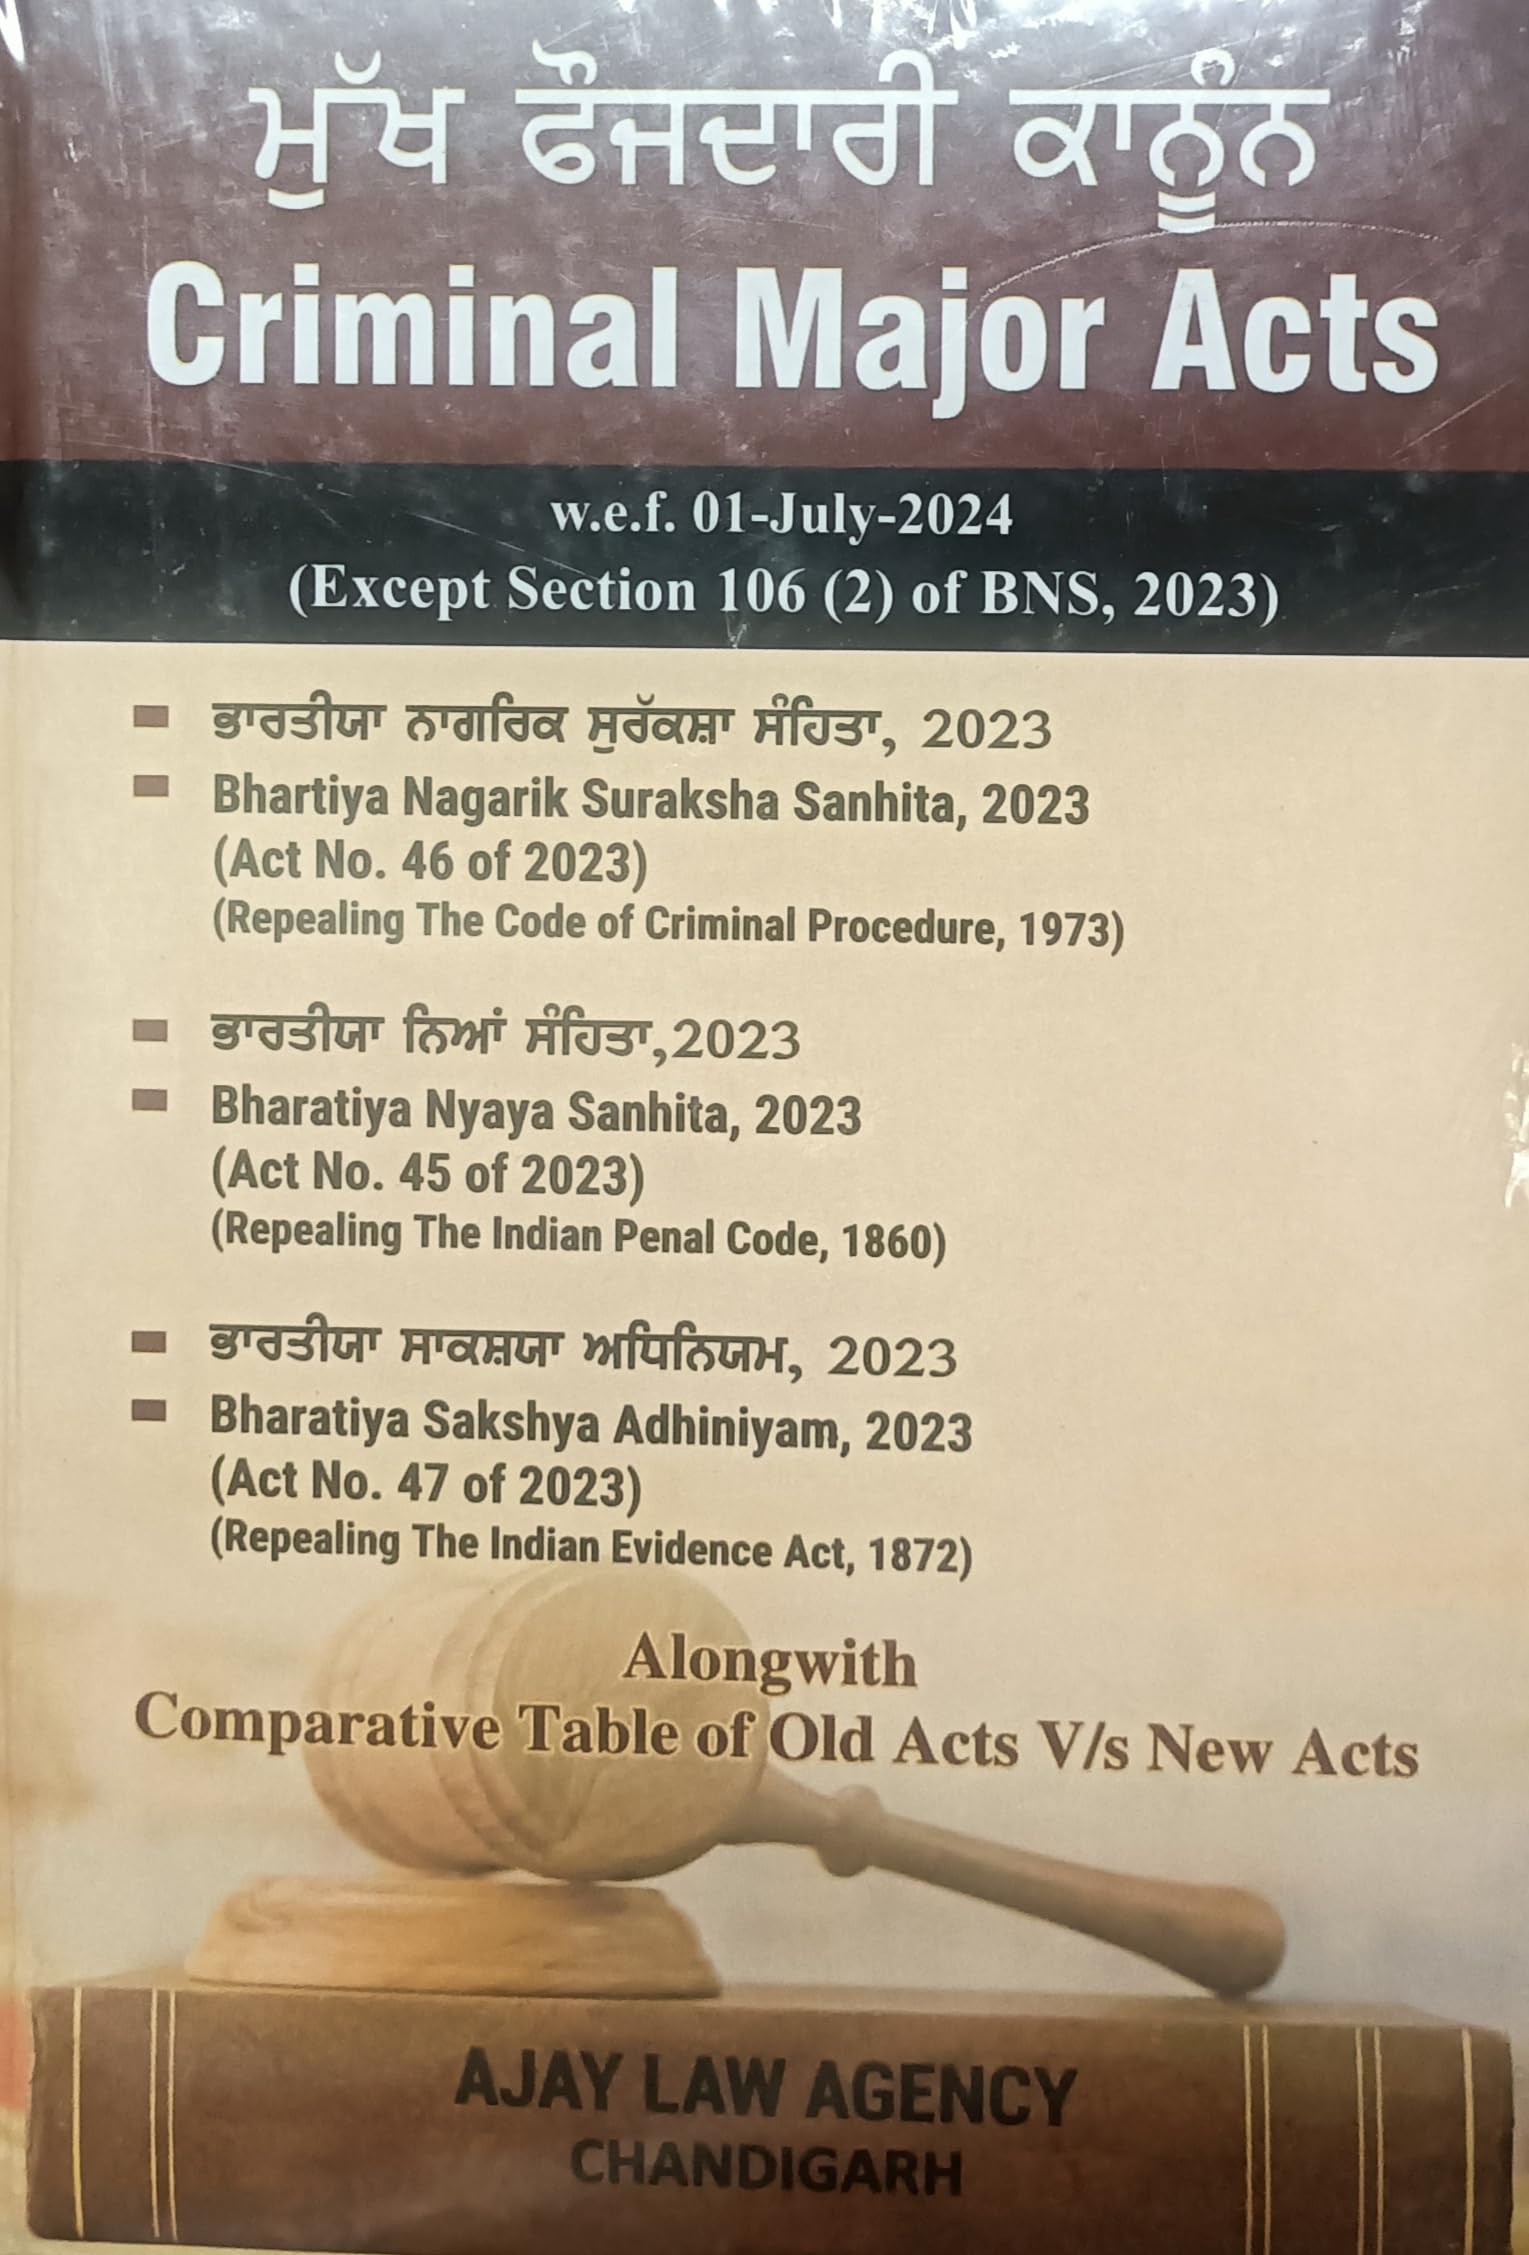 ਮੁੱਖ ਫੌਜਦਾਰੀ ਕਾਨੂੰਨ
Criminal Major Acts
w.e.f. 01-July-2024
(Except Section 106 (2) of BNS, 2023)
ਭਾਰਤੀਯਾ ਨਾਗਰਿਕ ਸੁਰੱਕਸ਼ਾ ਸੰਹਿਤਾ, 2023
Bhartiya Nagarik Suraksha Sanhita, 2023
(Act No. 46 of 2023)
(Repealing The Code of Criminal Procedure, 1973)
ਭਾਰਤੀਯਾ ਨਿਆਂ ਸੰਹਿਤਾ,2023
Bharatiya Nyaya Sanhita, 2023
(Act No. 45 of 2023)
(Repealing The Indian Penal Code, 1860)
ਭਾਰਤੀਯਾ ਸਾਕਸ਼ਯਾ ਅਧਿਨਿਯਮ, 2023
Bharatiya Sakshya Adhiniyam, 2023
(Act No. 47 of 2023)
(Repealing The Indian Evidence Act, 1872)
Alongwith
Comparative Table of Old Acts V/s New Acts
AJAY LAW AGENCY
CHANDIGARH